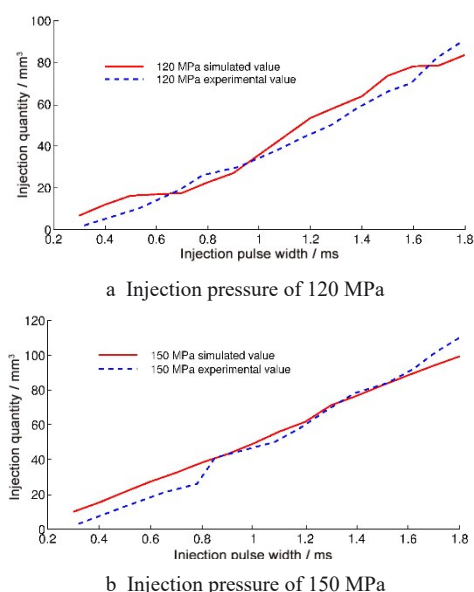 100
80
60
40
20
0
Injection quantity / mm³
120 MPa simulated value
120 MPa experimental value
0.2 0.4 0.6 0.8 1 1.2 1.4 1.6 1.8
Injection pulse width / ms
a Injection pressure of 120 MPa
120
100
80
60
40
20
0
Injection quantity / mm³
150 MPa simulated value
150 MPa experimental value
0.2 0.4 0.6 0.8 1 1.2 1.4 1.6 1.8
Injection pulse width / ms
b Injection pressure of 150 MPa